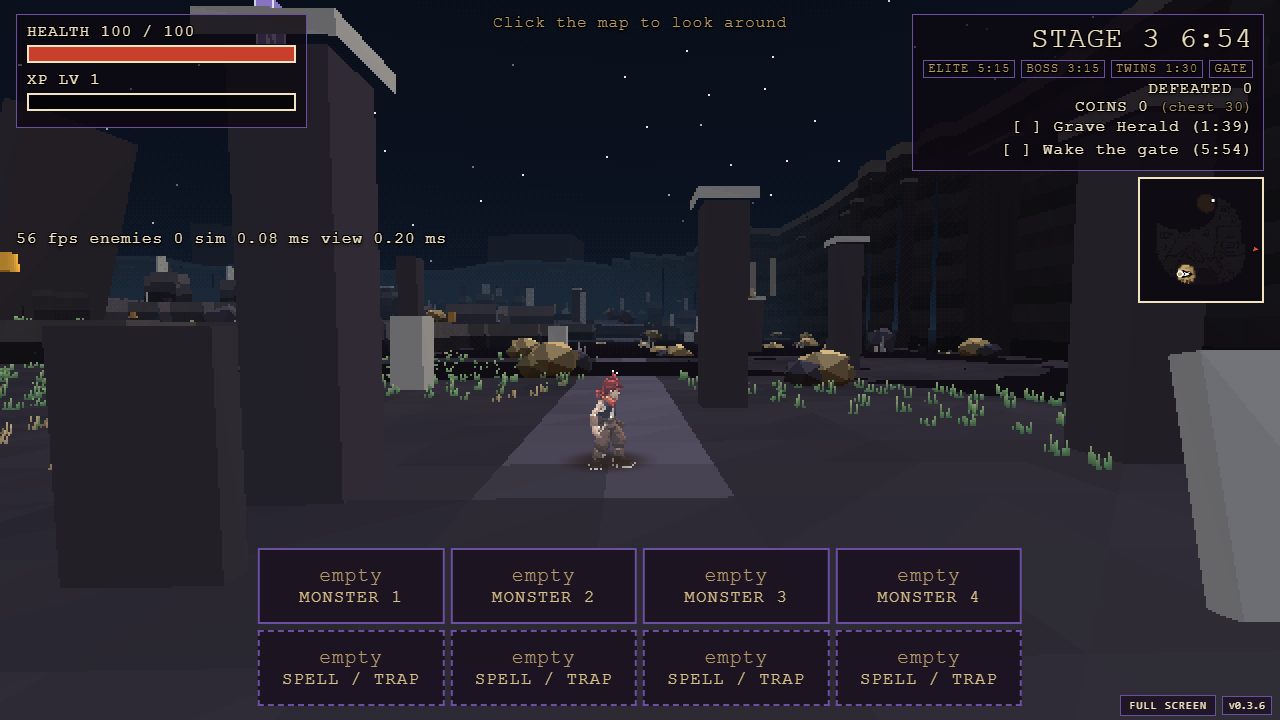 HEALTH 100 / 100
XP LV 1
Click the map to look around
STAGE 3 6:54
ELITE 5:15 BOSS 3:15 TWINS 1:30 GATE
DEFEATED 0
COINS 0 (chest 30)
[ ] Grave Herald (1:39)
[ ] Wake the gate (5:54)
56 fps enemies 0 sim 0.08 ms view 0.20 ms
empty empty empty empty
MONSTER 1 MONSTER 2 MONSTER 3 MONSTER 4
empty empty empty empty
SPELL / TRAP SPELL / TRAP SPELL / TRAP SPELL / TRAP
FULL SCREEN v0.3.6